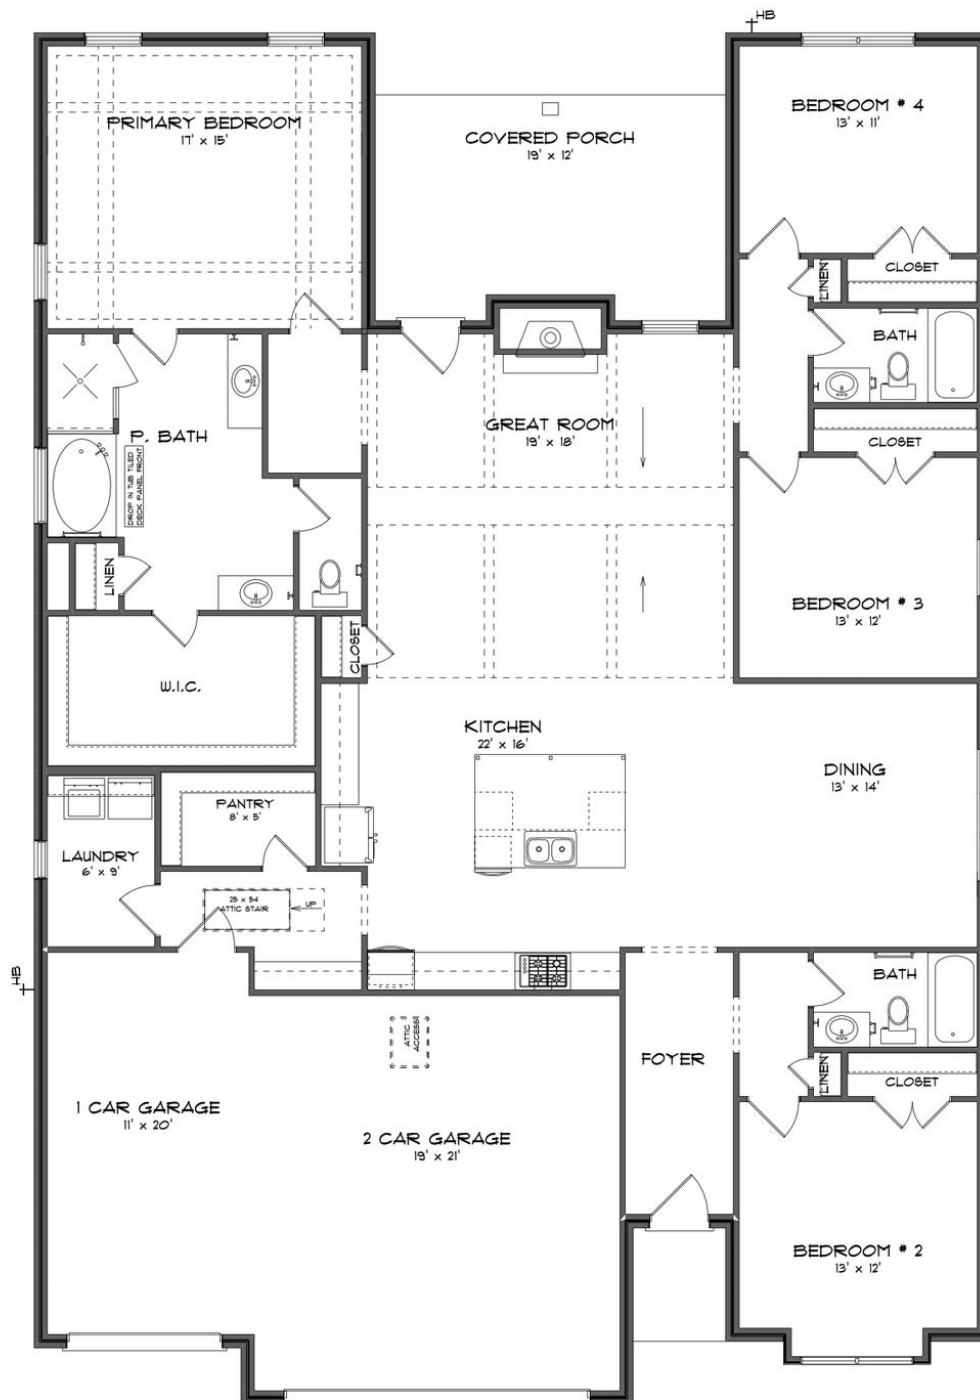 HB
BEDROOM # 4
13' x 11'
PRIMARY BEDROOM
17' x 15'
COVERED PORCH
19' x 12'
LINEN
CLOSET
BATH
GREAT ROOM
19' x 18'
P. BATH
DROP IN TUB TILED
DECK PANEL FRONT
CLOSET
LINEN
BEDROOM # 3
13' x 12'
CLOSET
W.I.C.
KITCHEN
22' x 16'
DINING
13' x 14'
PANTRY
8' x 5'
LAUNDRY
6' x 9'
25 x 54
ATTIC STAIR
UP
HB
BATH
ATTIC
ACCESS
FOYER
LINEN
CLOSET
1 CAR GARAGE
11' x 20'
2 CAR GARAGE
19' x 21'
BEDROOM # 2
13' x 12'